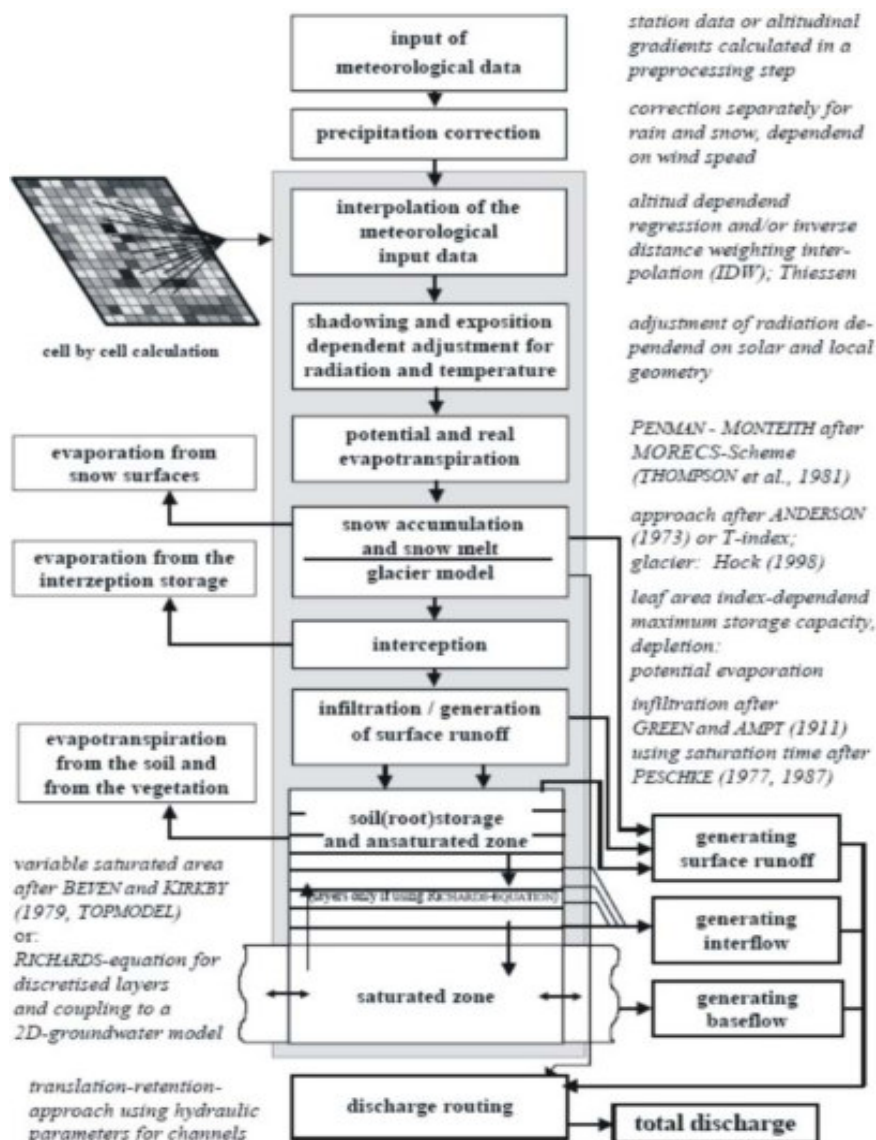 input of
meteorological data
station data or altitudinal
gradients calculated in a
preprocessing step
precipitation correction
correction separately for
rain and snow, dependend
on wind speed
cell by cell calculation
interpolation of the
meteorological
input data
altitud dependend
regression and/or inverse
distance weighting inter-
polation (IDW); Thiessen
shadowing and exposition
dependent adjustment for
radiation and temperature
adjustment of radiation de-
pendend on solar and local
geometry
potential and real
evapotranspiration
PENMAN - MONTEITH after
MORECS-Scheme
(THOMPSON et al., 1981)
evaporation from
snow surfaces
snow accumulation
and snow melt
glacier model
approach after ANDERSON
(1973) or T-index;
glacier: Hock (1998)
evaporation from the
interzeption storage
interception
leaf area index-dependend
maximum storage capacity,
depletion:
potential evaporation
infiltration / generation
of surface runoff
infiltration after
GREEN and AMPT (1911)
using saturation time after
PESCHKE (1977, 1987)
evapotranspiration
from the soil and
from the vegetation
soil(root)storage
and ansaturated zone
(layers only if using RICHARDS-EQUATION)
generating
surface runoff
variable saturated area
after BEVEN and KIRKBY
(1979, TOPMODEL)
or:
RICHARDS-equation for
discretised layers
and coupling to a
2D-groundwater model
generating
interflow
saturated zone
generating
baseflow
translation-retention-
approach using hydraulic
parameters for channels
discharge routing
total discharge